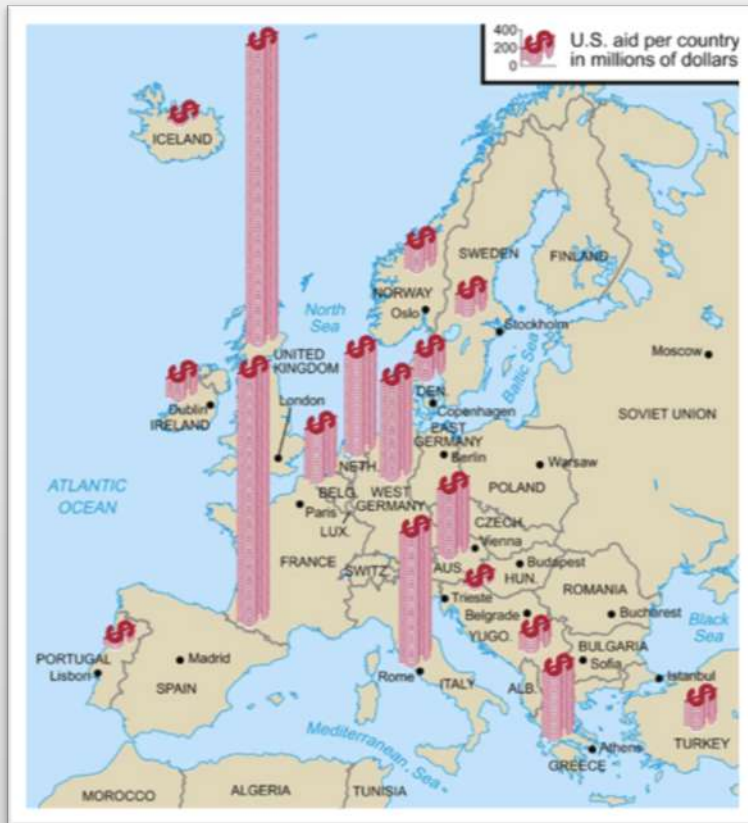 400
200
0
U.S. aid per country
in millions of dollars
ICELAND
SWEDEN
FINLAND
NORWAY
Oslo
North
Sea
Stockholm
Baltic Sea
Moscow
UNITED
KINGDOM
DEN.
Dublin
IRELAND
London
Copenhagen
SOVIET UNION
EAST
GERMANY
Berlin
Warsaw
NETH.
ATLANTIC
OCEAN
BELG.
WEST
GERMANY
POLAND
Paris
LUX.
CZECH.
Vienna
FRANCE
SWITZ.
AUS.
Budapest
HUN.
ROMANIA
Trieste
Belgrade
Bucharest
Black
Sea
YUGO.
BULGARIA
PORTUGAL
Lisbon
Madrid
SPAIN
Sofia
Rome
ITALY
ALB.
Istanbul
Mediterranean Sea
TURKEY
Athens
GREECE
MOROCCO
ALGERIA
TUNISIA